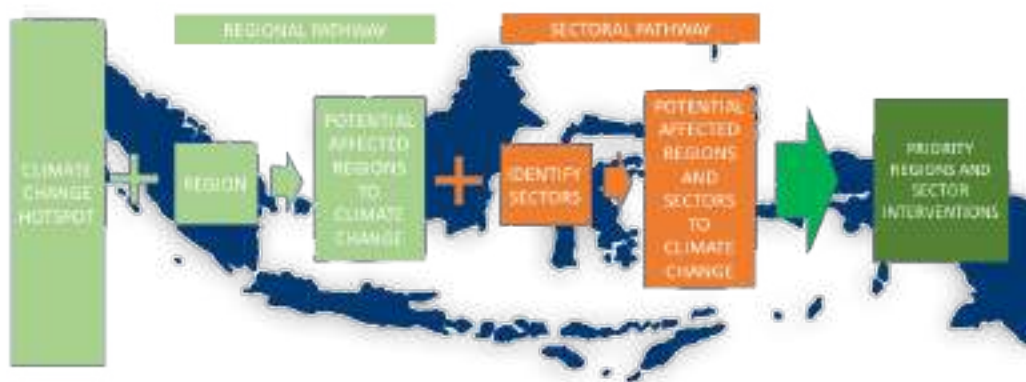 REGIONAL PATHWAY
SECTORAL PATHWAY
CLIMATE
CHANGE
HOTSPOT
REGION
POTENTIAL
AFFECTED
REGIONS
TO
CLIMATE
CHANGE
IDENTIFY
SECTORS
POTENTIAL
AFFECTED
REGIONS
AND
SECTORS
TO
CLIMATE
CHANGE
PRIORITY
REGIONS AND
SECTOR
INTERVENTIONS